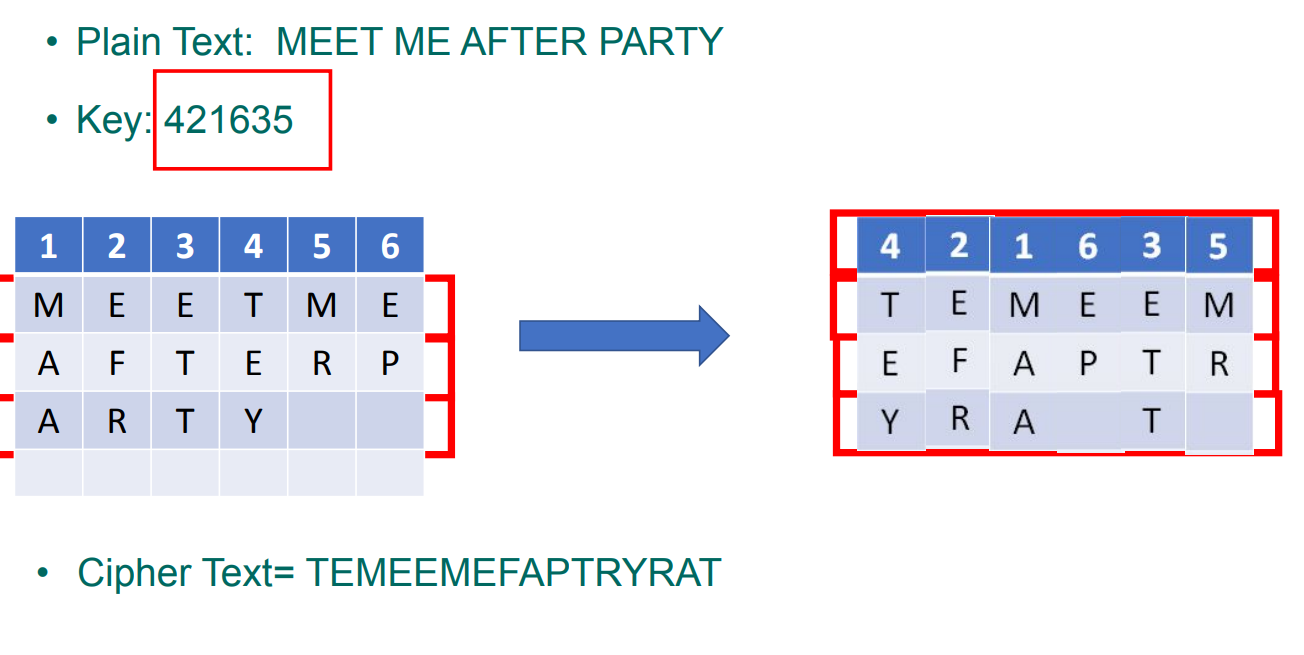 • Plain Text: MEET ME AFTER PARTY
• Key: 421635
1 2 3 4 5 6
M E E T M E
A F T E R P
A R T Y
4 2 1 6 3 5
T E M E E M
E F A P T R
Y R A T
• Cipher Text= TEMEEMEFAPTRYRAT